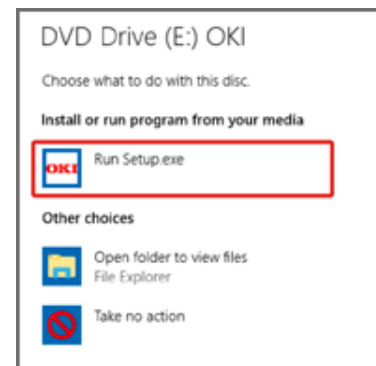 DVD Drive (E:) OKI
Choose what to do with this disc.
Install or run program from your media
OKI
Run Setup.exe
Other choices
Open folder to view files
File Explorer
Take no action